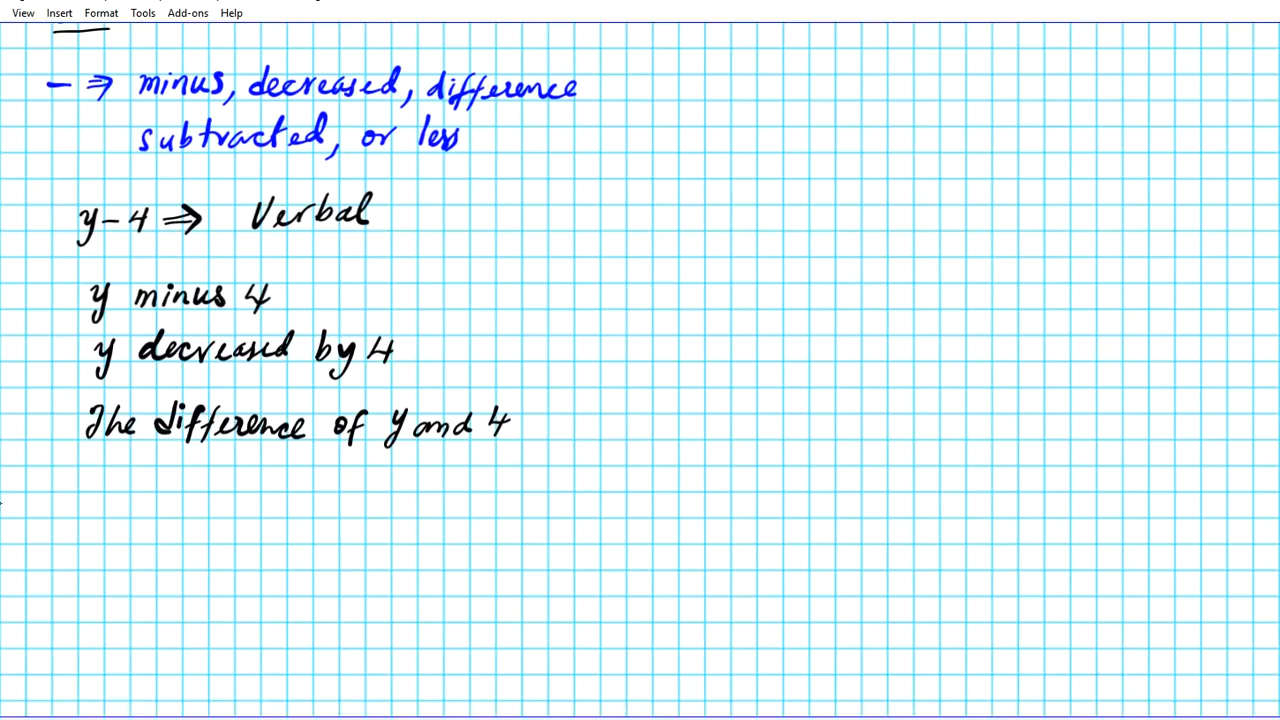 View Insert Format Tools Add-ons Help
- ⇒ minus, decreased, difference
subtracted, or less
y-4 ⇒ Verbal
y minus 4
y decreased by 4
The difference of y and 4